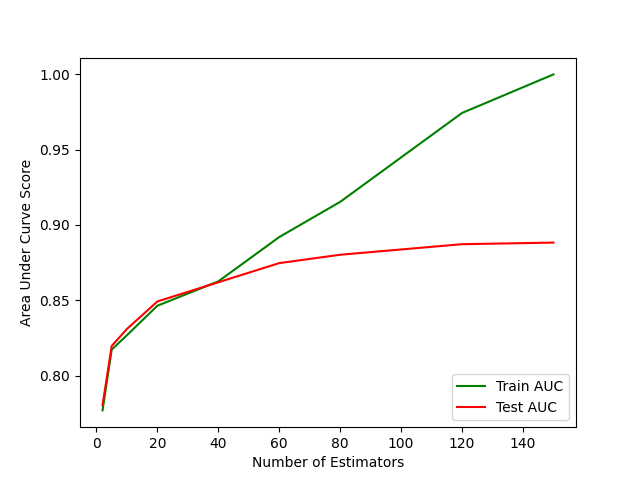 1.00
0.95
0.90
0.85
0.80
Area Under Curve Score
0 20 40 60 80 100 120 140
Number of Estimators
Train AUC
Test AUC